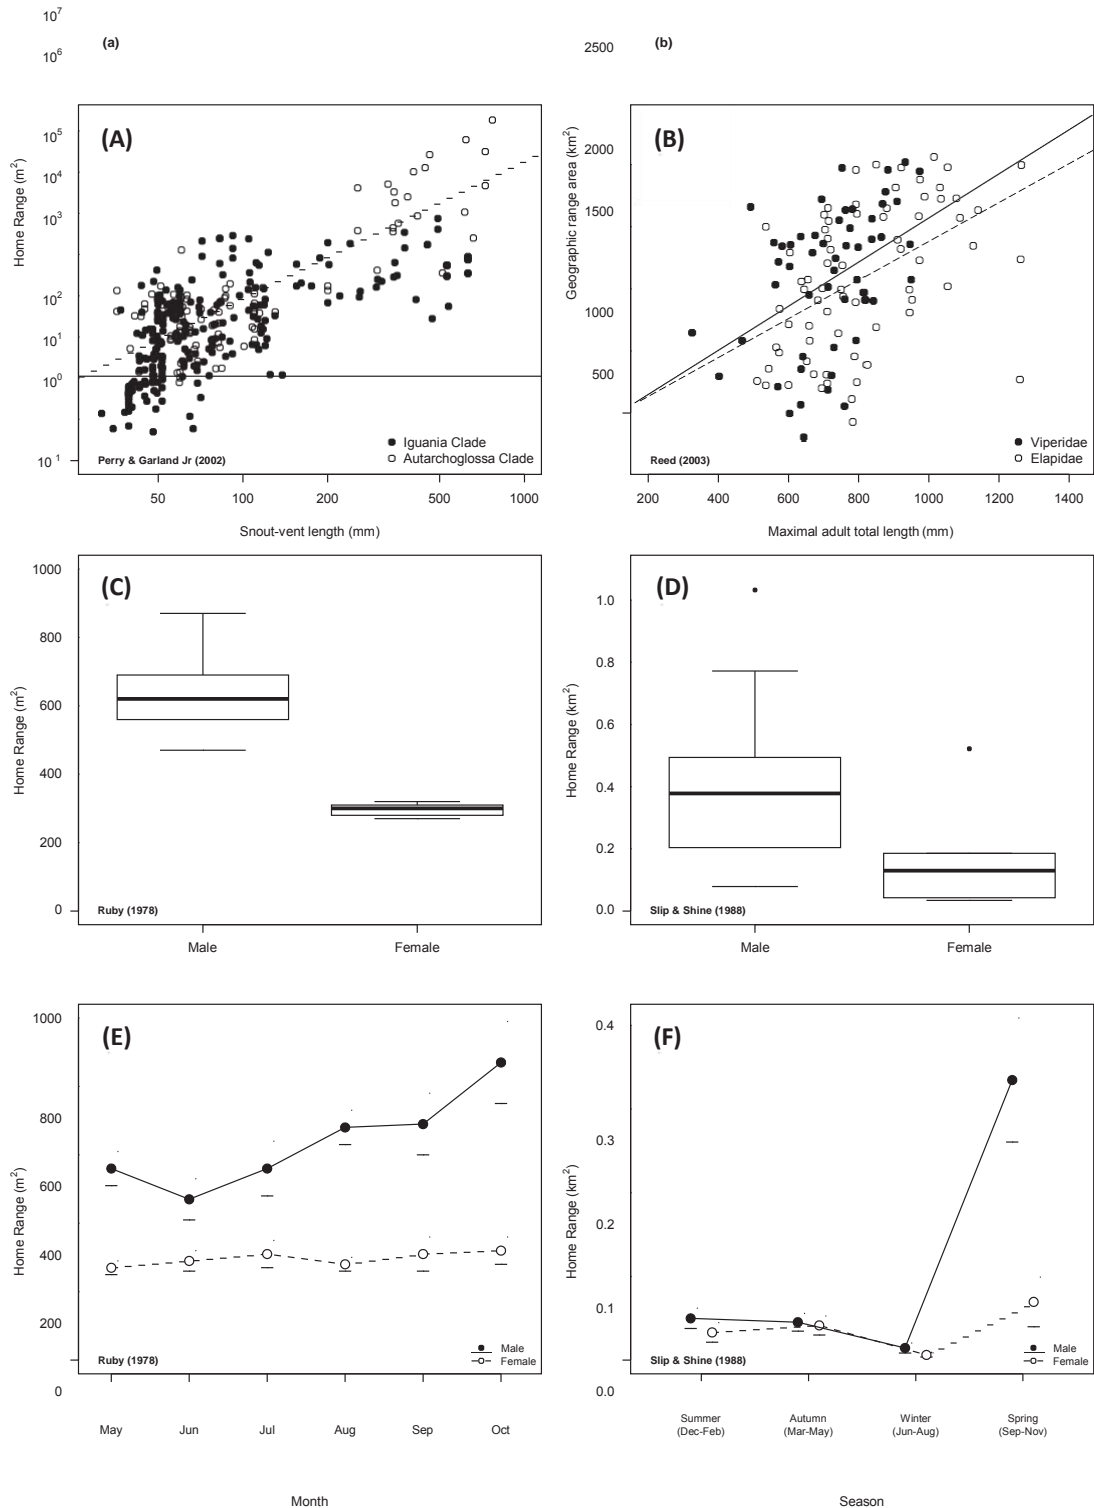 10⁷
(a)
10⁶
(b)
2500
(A)
10⁵
10⁴
10³
10²
10¹
10⁰
10 ¹
Home Range (m²)
Iguania Clade
Autarchoglossa Clade
Perry & Garland Jr (2002)
50
100
200
500
1000
Snout-vent length (mm)
(B)
2000
1500
1000
500
Geographic range area (km²)
Viperidae
Elapidae
Reed (2003)
200
400
600
800
1000
1200
1400
Maximal adult total length (mm)
(C)
1000
800
600
400
200
0
Home Range (m²)
Ruby (1978)
Male
Female
(D)
1.0
0.8
0.6
0.4
0.2
0.0
Home Range (km²)
Slip & Shine (1988)
Male
Female
(E)
1000
800
600
400
200
0
Home Range (m²)
Male
Female
Ruby (1978)
May
Jun
Jul
Aug
Sep
Oct
Month
(F)
0.4
0.3
0.2
0.1
0.0
Home Range (km²)
Male
Female
Slip & Shine (1988)
Summer
(Dec-Feb)
Autumn
(Mar-May)
Winter
(Jun-Aug)
Spring
(Sep-Nov)
Season